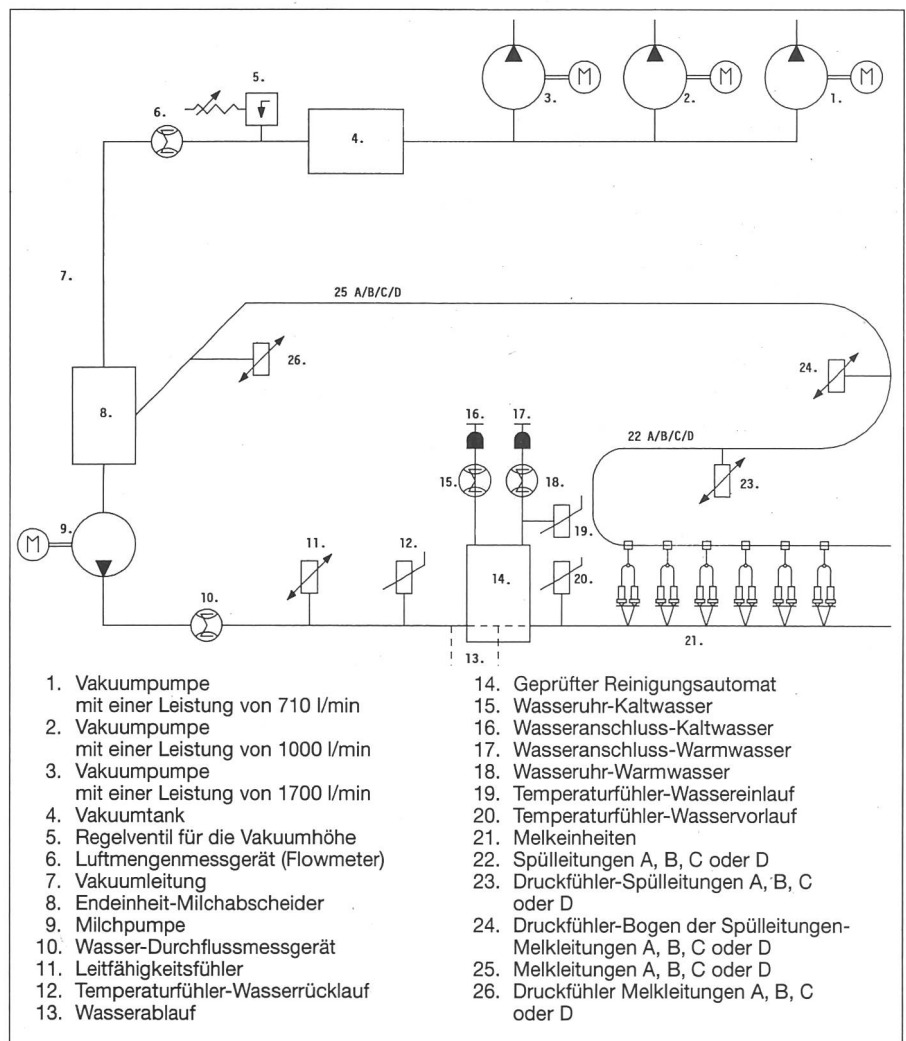 M
M
M
3.
2.
1.
5.
6.
4.
7.
25 A/B/C/D
26.
24.
8.
16.
17.
22 A/B/C/D
15.
18.
23.
9.
M
19.
11.
12.
14.
20.
10.
13.
21.
1. Vakuumpumpe
mit einer Leistung von 710 l/min
2. Vakuumpumpe
mit einer Leistung von 1000 l/min
3. Vakuumpumpe
mit einer Leistung von 1700 l/min
4. Vakuumtank
5. Regelventil für die Vakuumhöhe
6. Luftmengenmessgerät (Flowmeter)
7. Vakuumleitung
8. Endeinheit-Milchabscheider
9. Milchpumpe
10. Wasser-Durchflussmessgerät
11. Leitfähigkeitsfühler
12. Temperaturfühler-Wasserrücklauf
13. Wasserablauf
14. Geprüfter Reinigungsautomat
15. Wasseruhr-Kaltwasser
16. Wasseranschluss-Kaltwasser
17. Wasseranschluss-Warmwasser
18. Wasseruhr-Warmwasser
19. Temperaturfühler-Wassereinlauf
20. Temperaturfühler-Wasservorlauf
21. Melkeinheiten
22. Spülleitungen A, B, C oder D
23. Druckfühler-Spülleitungen A, B, C
oder D
24. Druckfühler-Bogen der Spülleitungen-
Melkleitungen A, B, C oder D
25. Melkleitungen A, B, C oder D
26. Druckfühler Melkleitungen A, B, C
oder D